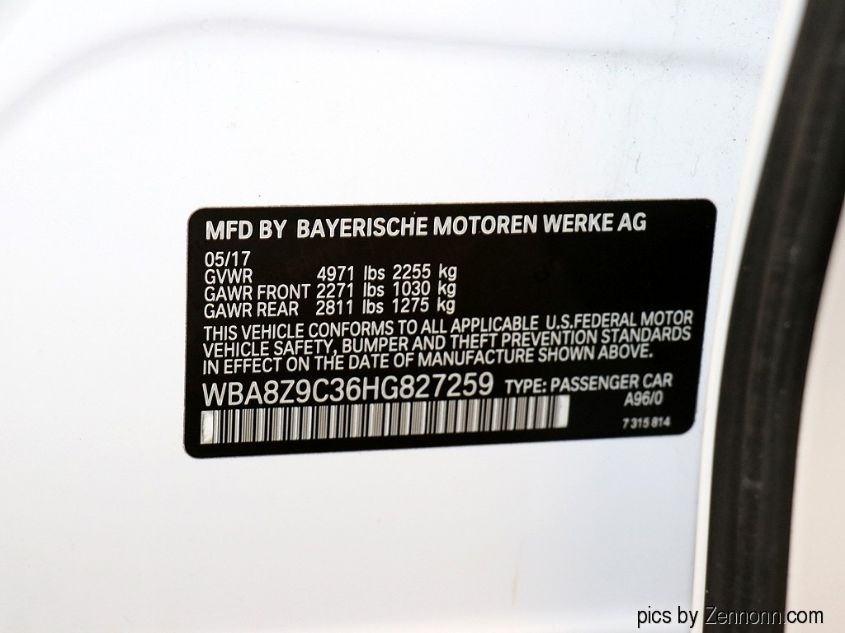 MFD BY BAYERISCHE MOTOREN WERKE AG
05/17
GVWR 4971 lbs 2255 kg
GAWR FRONT 2271 lbs 1030 kg
GAWR REAR 2811 lbs 1275 kg
THIS VEHICLE CONFORMS TO ALL APPLICABLE U.S.FEDERAL MOTOR
VEHICLE SAFETY, BUMPER AND THEFT PREVENTION STANDARDS
IN EFFECT ON THE DATE OF MANUFACTURE SHOWN ABOVE.
WBA8Z9C36HG827259 TYPE: PASSENGER CAR
A96/0
7 315 814
pics by Zennonn.com